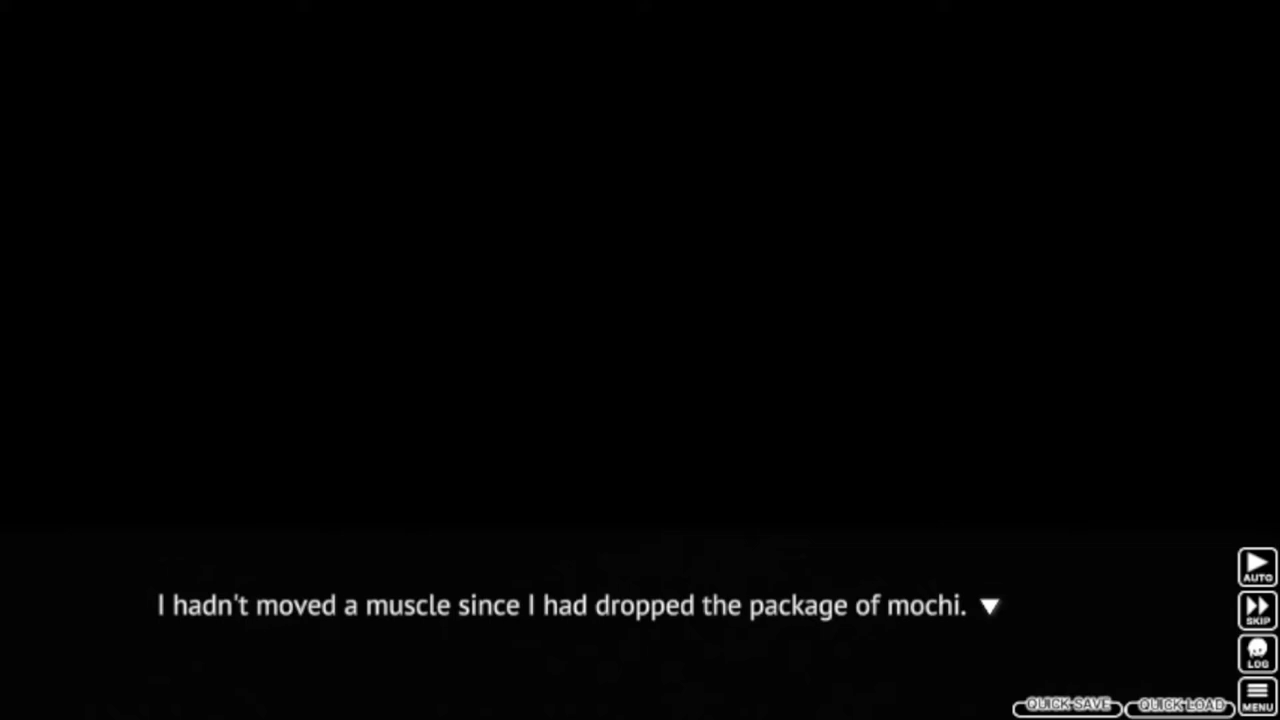 I hadn't moved a muscle since I had dropped the package of mochi.
AUTO
SKIP
LOG
MENU
QUICK SAVE QUICK LOAD